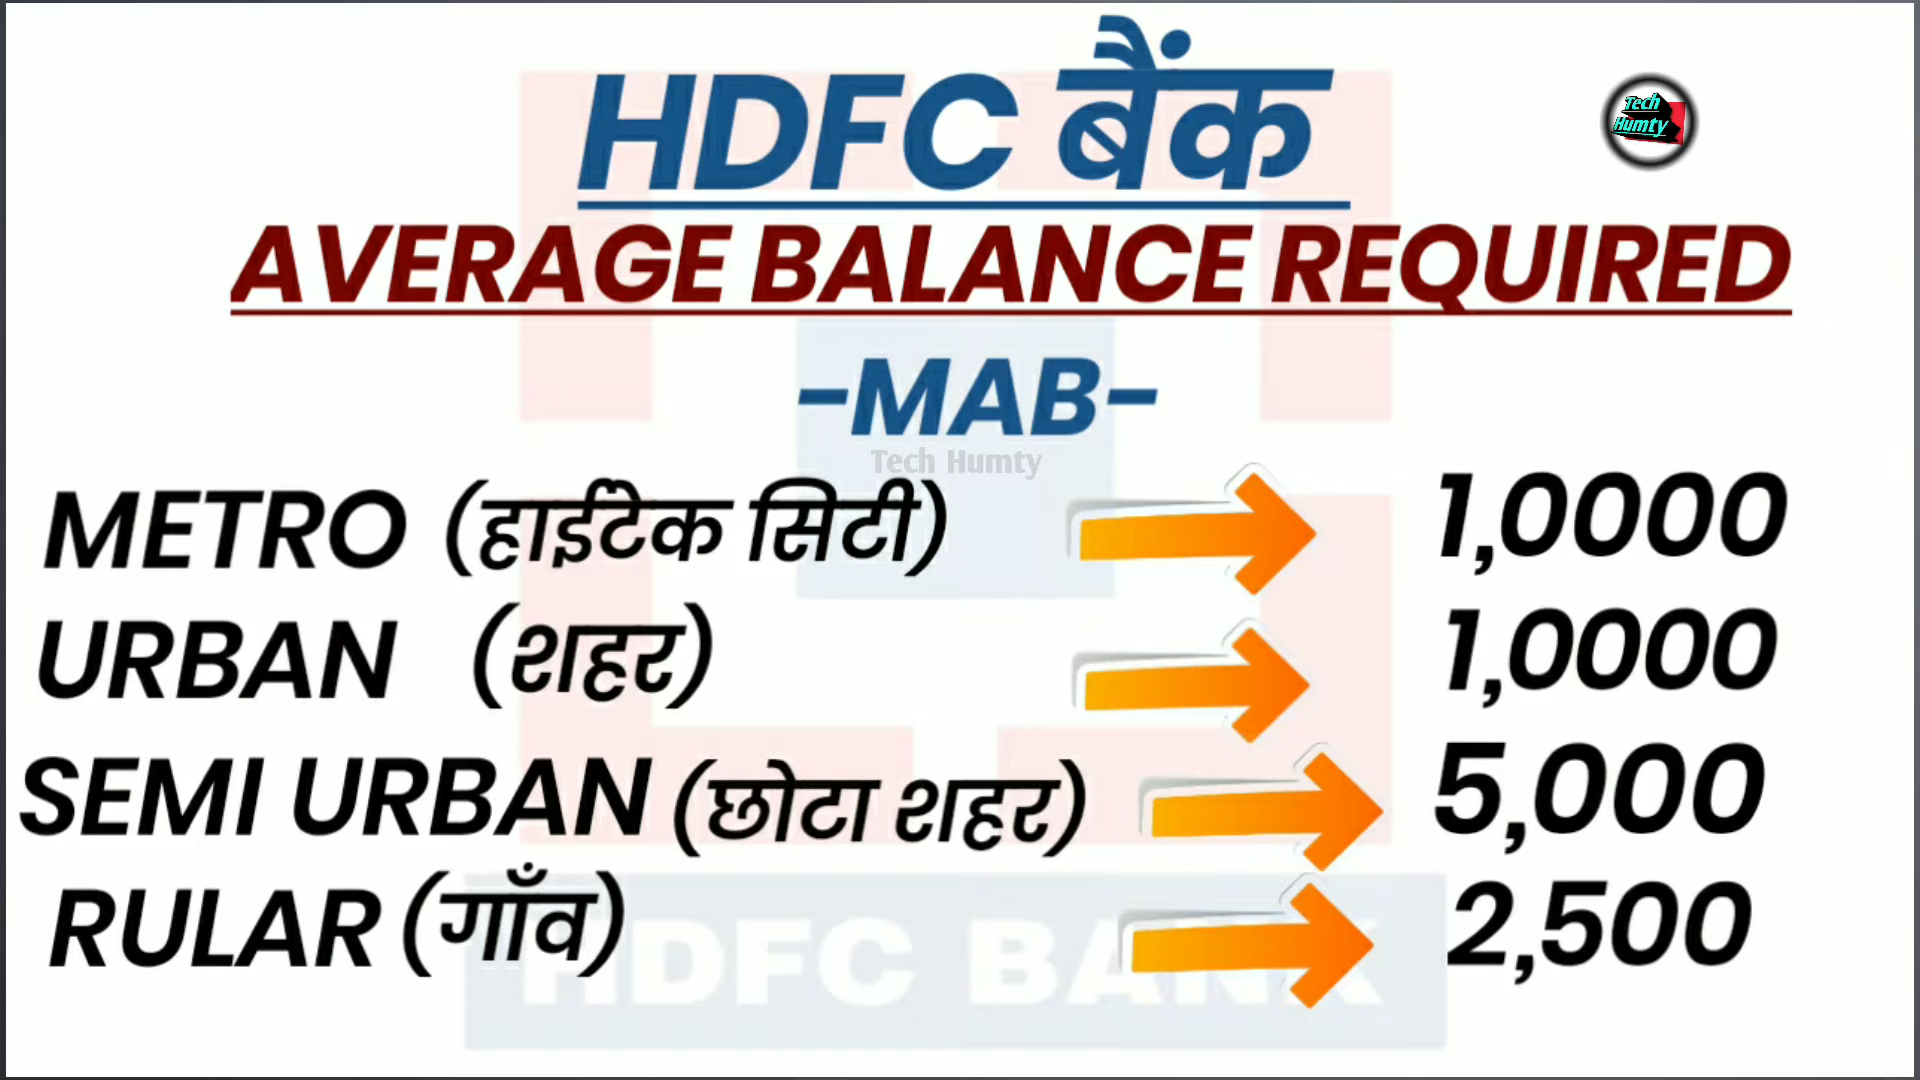 HDFC बैंक
Tech
Humty
AVERAGE BALANCE REQUIRED
-MAB-
Tech Humty
METRO (हाईटेक सिटी) 1,0000
URBAN (शहर) 1,0000
SEMI URBAN (छोटा शहर) 5,000
RULAR (गाँव) 2,500
HDFC BANK